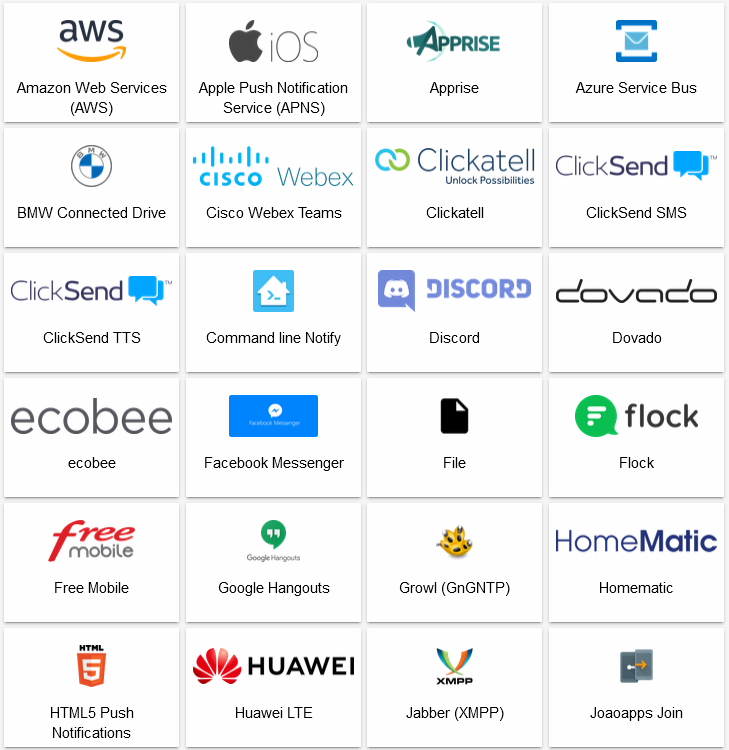 aws
iOS
APPRISE
Amazon Web Services
(AWS)
Apple Push Notification
Service (APNS)
Apprise
Azure Service Bus
BMW
CISCO Webex
Clickatell
Unlock Possibilities
ClickSend™
BMW Connected Drive
Cisco Webex Teams
Clickatell
ClickSend SMS
ClickSend™
DISCORD
dovado
ClickSend TTS
Command line Notify
Discord
Dovado
ecobee
Facebook Messenger
flock
ecobee
Facebook Messenger
File
Flock
free
mobile
Google Hangouts
HomeMatic
Free Mobile
Google Hangouts
Growl (GnGNTP)
Homematic
HTML
5
HUAWEI
XMPP
HTML5 Push
Notifications
Huawei LTE
Jabber (XMPP)
Joaoapps Join